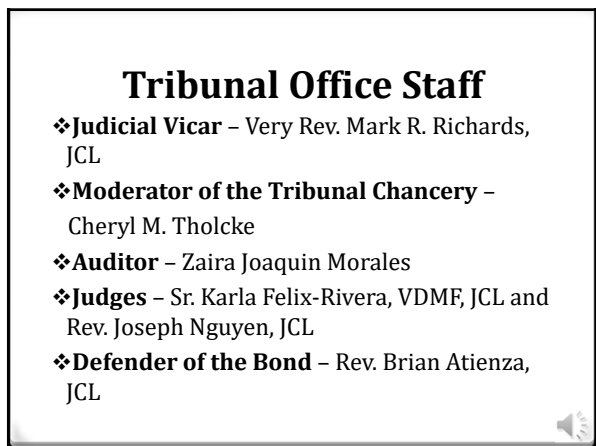 Tribunal Office Staff
❖Judicial Vicar – Very Rev. Mark R. Richards,
JCL
❖Moderator of the Tribunal Chancery –
Cheryl M. Tholcke
❖Auditor – Zaira Joaquin Morales
❖Judges – Sr. Karla Felix-Rivera, VDMF, JCL and
Rev. Joseph Nguyen, JCL
❖Defender of the Bond – Rev. Brian Atienza,
JCL